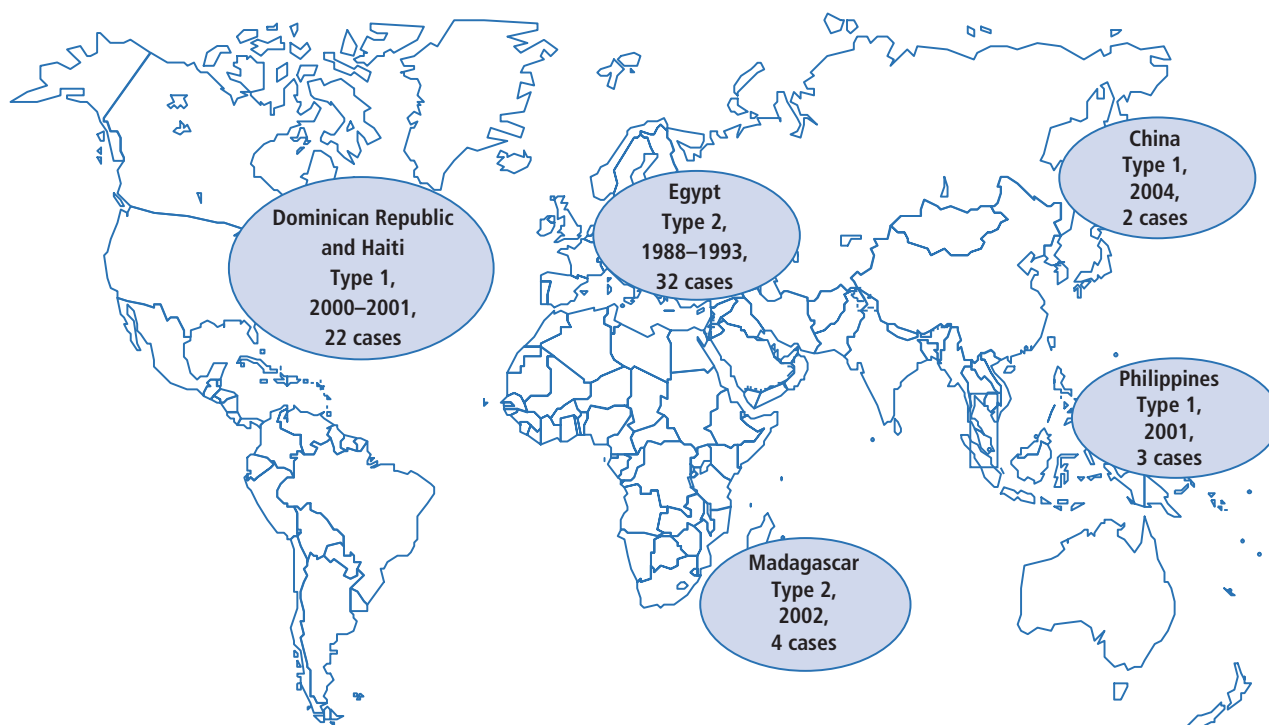 Dominican Republic
and Haiti
Type 1,
2000–2001,
22 cases
Egypt
Type 2,
1988–1993,
32 cases
China
Type 1,
2004,
2 cases
Philippines
Type 1,
2001,
3 cases
Madagascar
Type 2,
2002,
4 cases